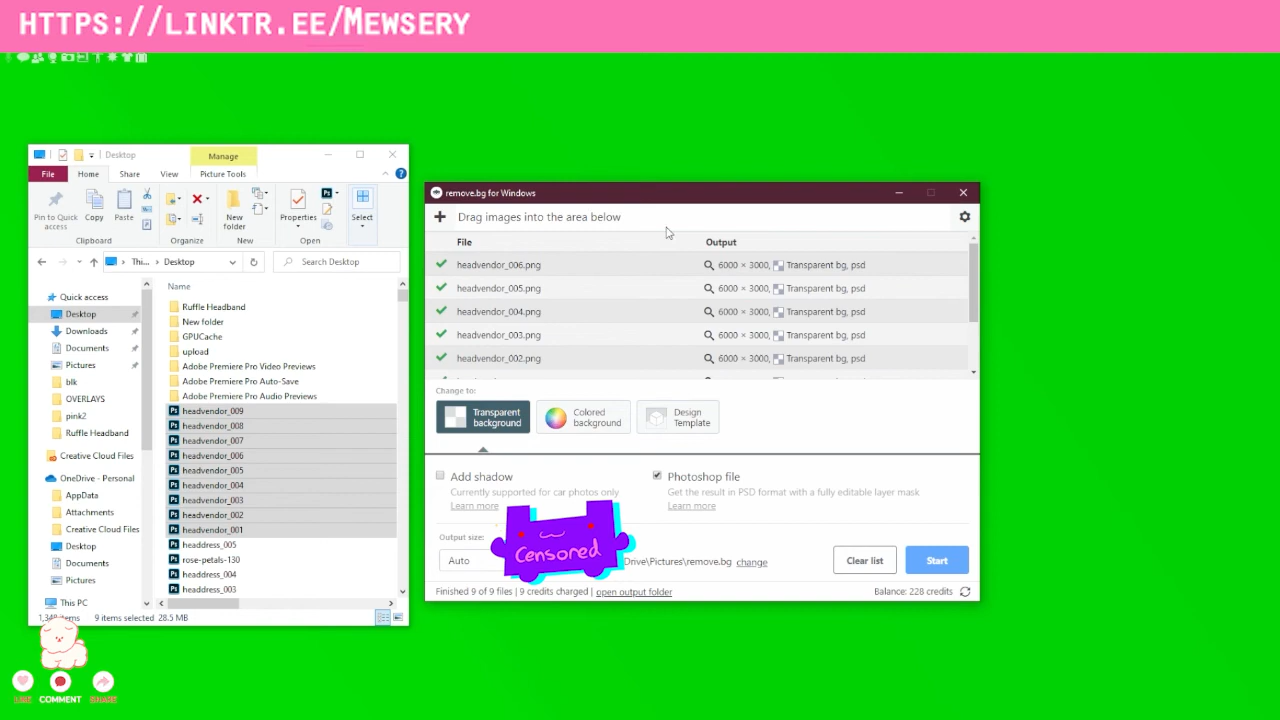 HTTPS://LINKTR.EE/MEWSERY
Desktop
Manage
File
Home
Share
View
Picture Tools
Pin to Quick access
Copy
Paste
New folder
Properties
Select
Clipboard
Organize
New
Open
Thi...
Desktop
Search Desktop
Quick access
Desktop
Downloads
Documents
Pictures
blk
OVERLAYS
pink2
Ruffle Headband
Creative Cloud Files
OneDrive - Personal
AppData
Attachments
Creative Cloud Files
Desktop
Documents
Pictures
This PC
Name
Ruffle Headband
New folder
GPUCache
upload
Adobe Premiere Pro Video Previews
Adobe Premiere Pro Auto-Save
Adobe Premiere Pro Audio Previews
headvendor_009
headvendor_008
headvendor_007
headvendor_006
headvendor_005
headvendor_004
headvendor_003
headvendor_002
headvendor_001
headdress_005
rose-petals-130
headdress_004
headdress_003
items
9 items selected 28.5 MB
LIKE
COMMENT
SHARE
remove.bg for Windows
Drag images into the area below
File
Output
headvendor_006.png
6000 × 3000, Transparent bg, psd
headvendor_005.png
6000 × 3000, Transparent bg, psd
headvendor_004.png
6000 × 3000, Transparent bg, psd
headvendor_003.png
6000 × 3000, Transparent bg, psd
headvendor_002.png
6000 × 3000, Transparent bg, psd
Change to:
Transparent background
Colored background
Design Template
Add shadow
Currently supported for car photos only
Learn more
Photoshop file
Get the result in PSD format with a fully editable layer mask
Learn more
Output size:
Auto
Censored
Drive\Pictures\remove.bg change
Clear list
Start
Finished 9 of 9 files | 9 credits charged | open output folder
Balance: 228 credits